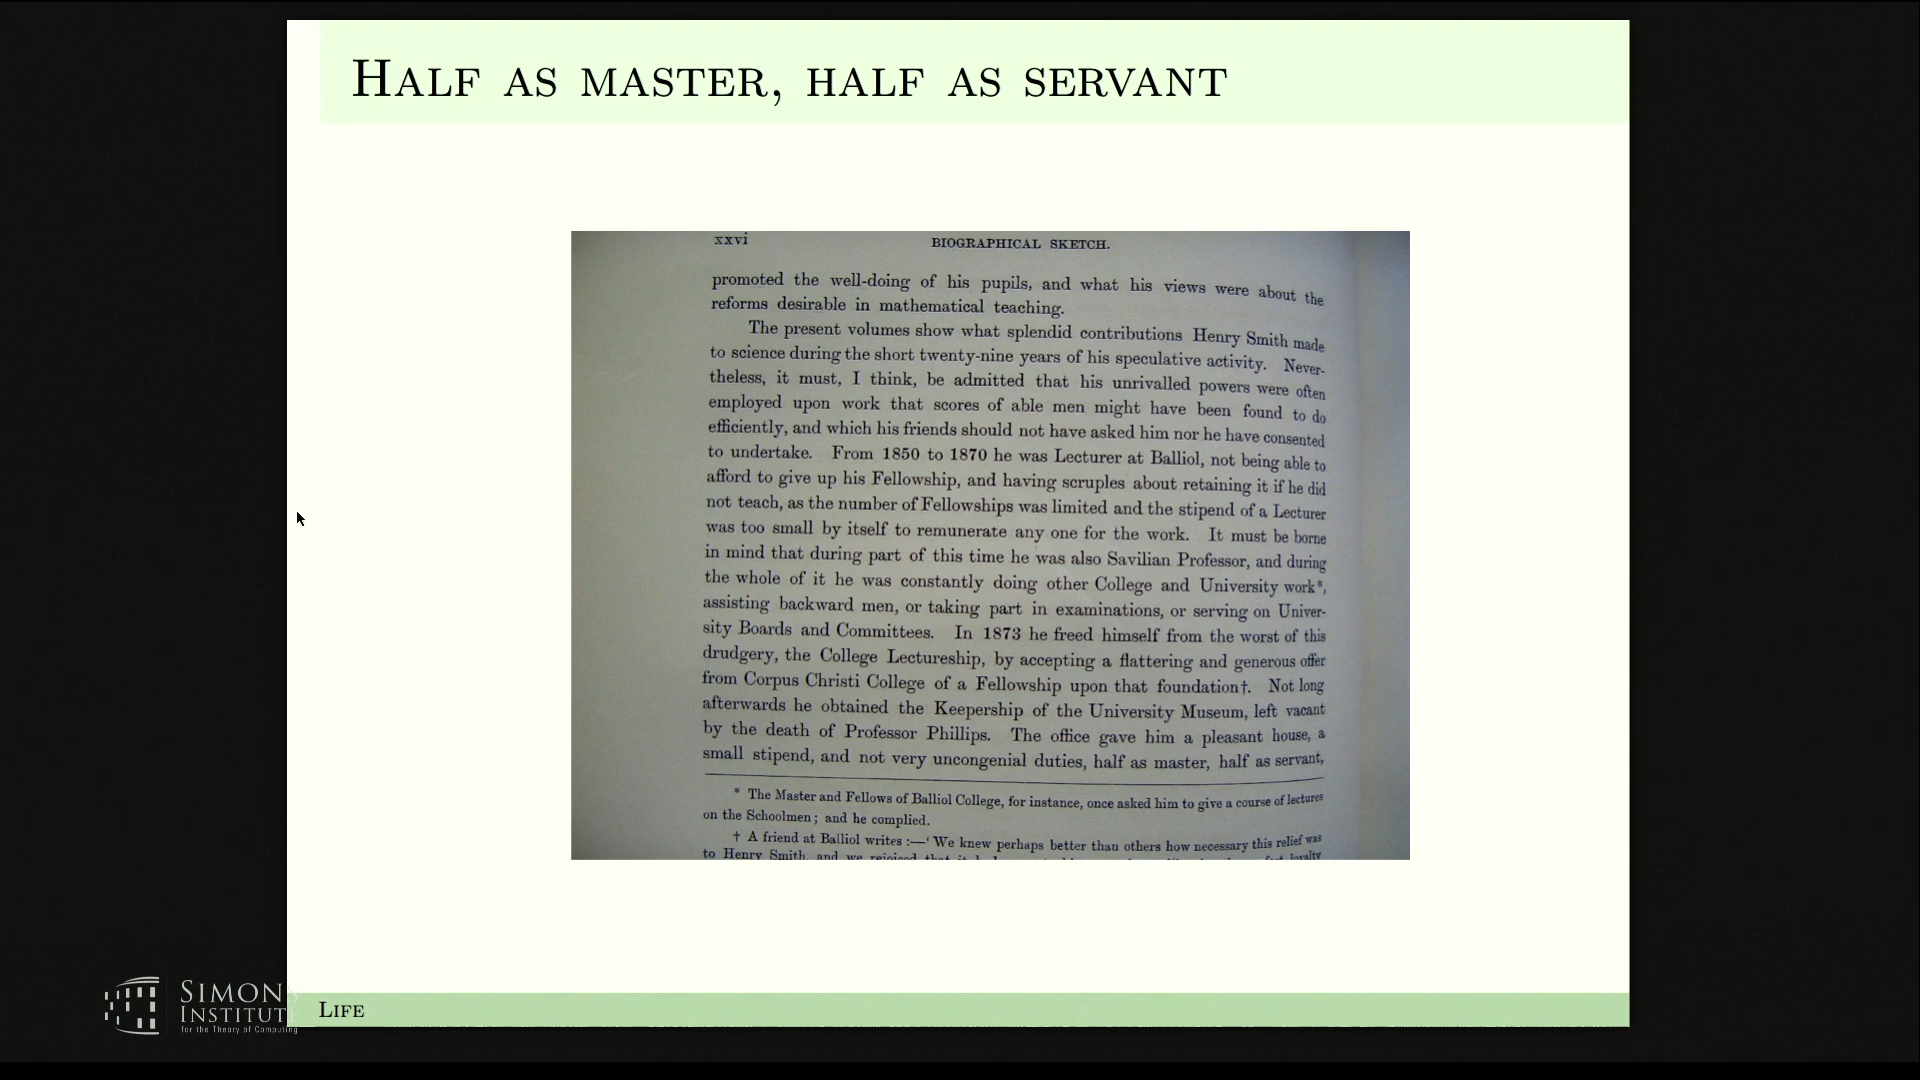 Half as master, half as servant
xxvi BIOGRAPHICAL SKETCH.
promoted the well-doing of his pupils, and what his views were about the
reforms desirable in mathematical teaching.
The present volumes show what splendid contributions Henry Smith made
to science during the short twenty-nine years of his speculative activity. Never-
theless, it must, I think, be admitted that his unrivalled powers were often
employed upon work that scores of able men might have been found to do
efficiently, and which his friends should not have asked him nor he have consented
to undertake. From 1850 to 1870 he was Lecturer at Balliol, not being able to
afford to give up his Fellowship, and having scruples about retaining it if he did
not teach, as the number of Fellowships was limited and the stipend of a Lecturer
was too small by itself to remunerate any one for the work. It must be borne
in mind that during part of this time he was also Savilian Professor, and during
the whole of it he was constantly doing other College and University work*,
assisting backward men, or taking part in examinations, or serving on Univer-
sity Boards and Committees. In 1873 he freed himself from the worst of this
drudgery, the College Lectureship, by accepting a flattering and generous offer
from Corpus Christi College of a Fellowship upon that foundation†. Not long
afterwards he obtained the Keepership of the University Museum, left vacant
by the death of Professor Phillips. The office gave him a pleasant house, a
small stipend, and not very uncongenial duties, half as master, half as servant,
* The Master and Fellows of Balliol College, for instance, once asked him to give a course of lectures
on the Schoolmen; and he complied.
† A friend at Balliol writes:—'We knew perhaps better than others how necessary this relief was
to Henry Smith, and we rejoiced that it loyalty
SIMONS
INSTITUTE
for the Theory of Computing
Life